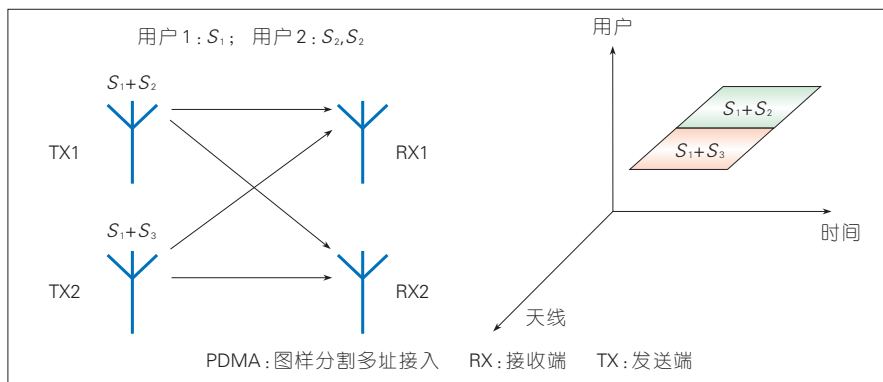 用户1:S₁; 用户2:S₂,S₂
S₁+S₂
TX1
RX1
S₁+S₃
TX2
RX2
用户
S₁+S₂
S₁+S₃
时间
天线
PDMA:图样分割多址接入 RX:接收端 TX:发送端